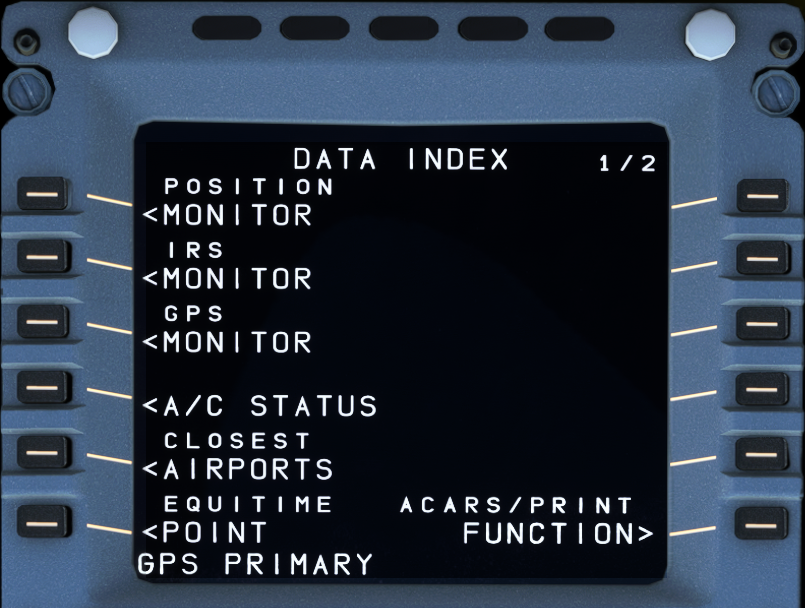 DATA INDEX 1/2
POSITION
<MONITOR
IRS
<MONITOR
GPS
<MONITOR
<A/C STATUS
CLOSEST
<AIRPORTS
EQUITIME ACARS/PRINT
<POINT FUNCTION>
GPS PRIMARY